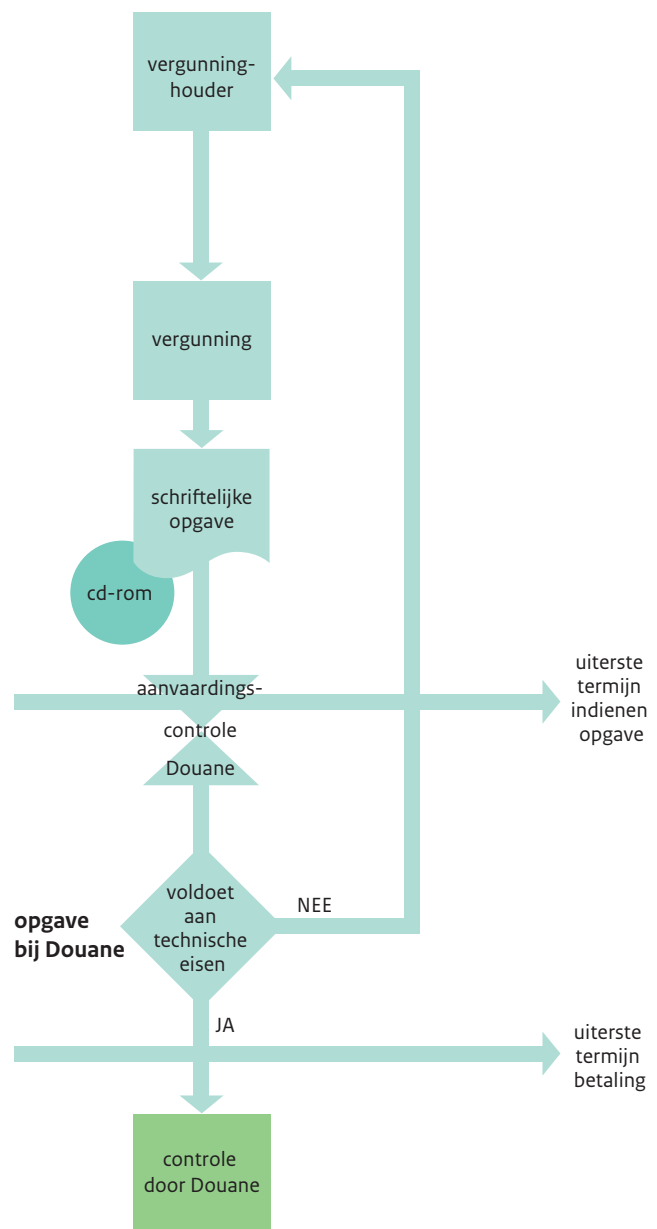 vergunning-
houder
vergunning
schriftelijke
opgave
cd-rom
aanvaardings-
controle
Douane
uiterste
termijn
indienen
opgave
opgave
bij Douane
voldoet
aan
technische
eisen
NEE
JA
uiterste
termijn
betaling
controle
door Douane